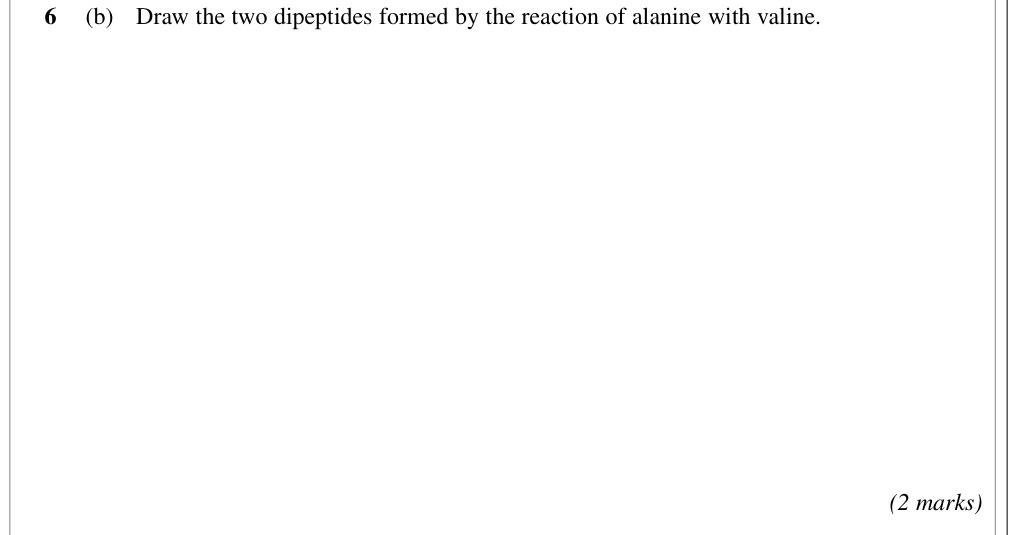 6 (b) Draw the two dipeptides formed by the reaction of alanine with valine.
(2 marks)